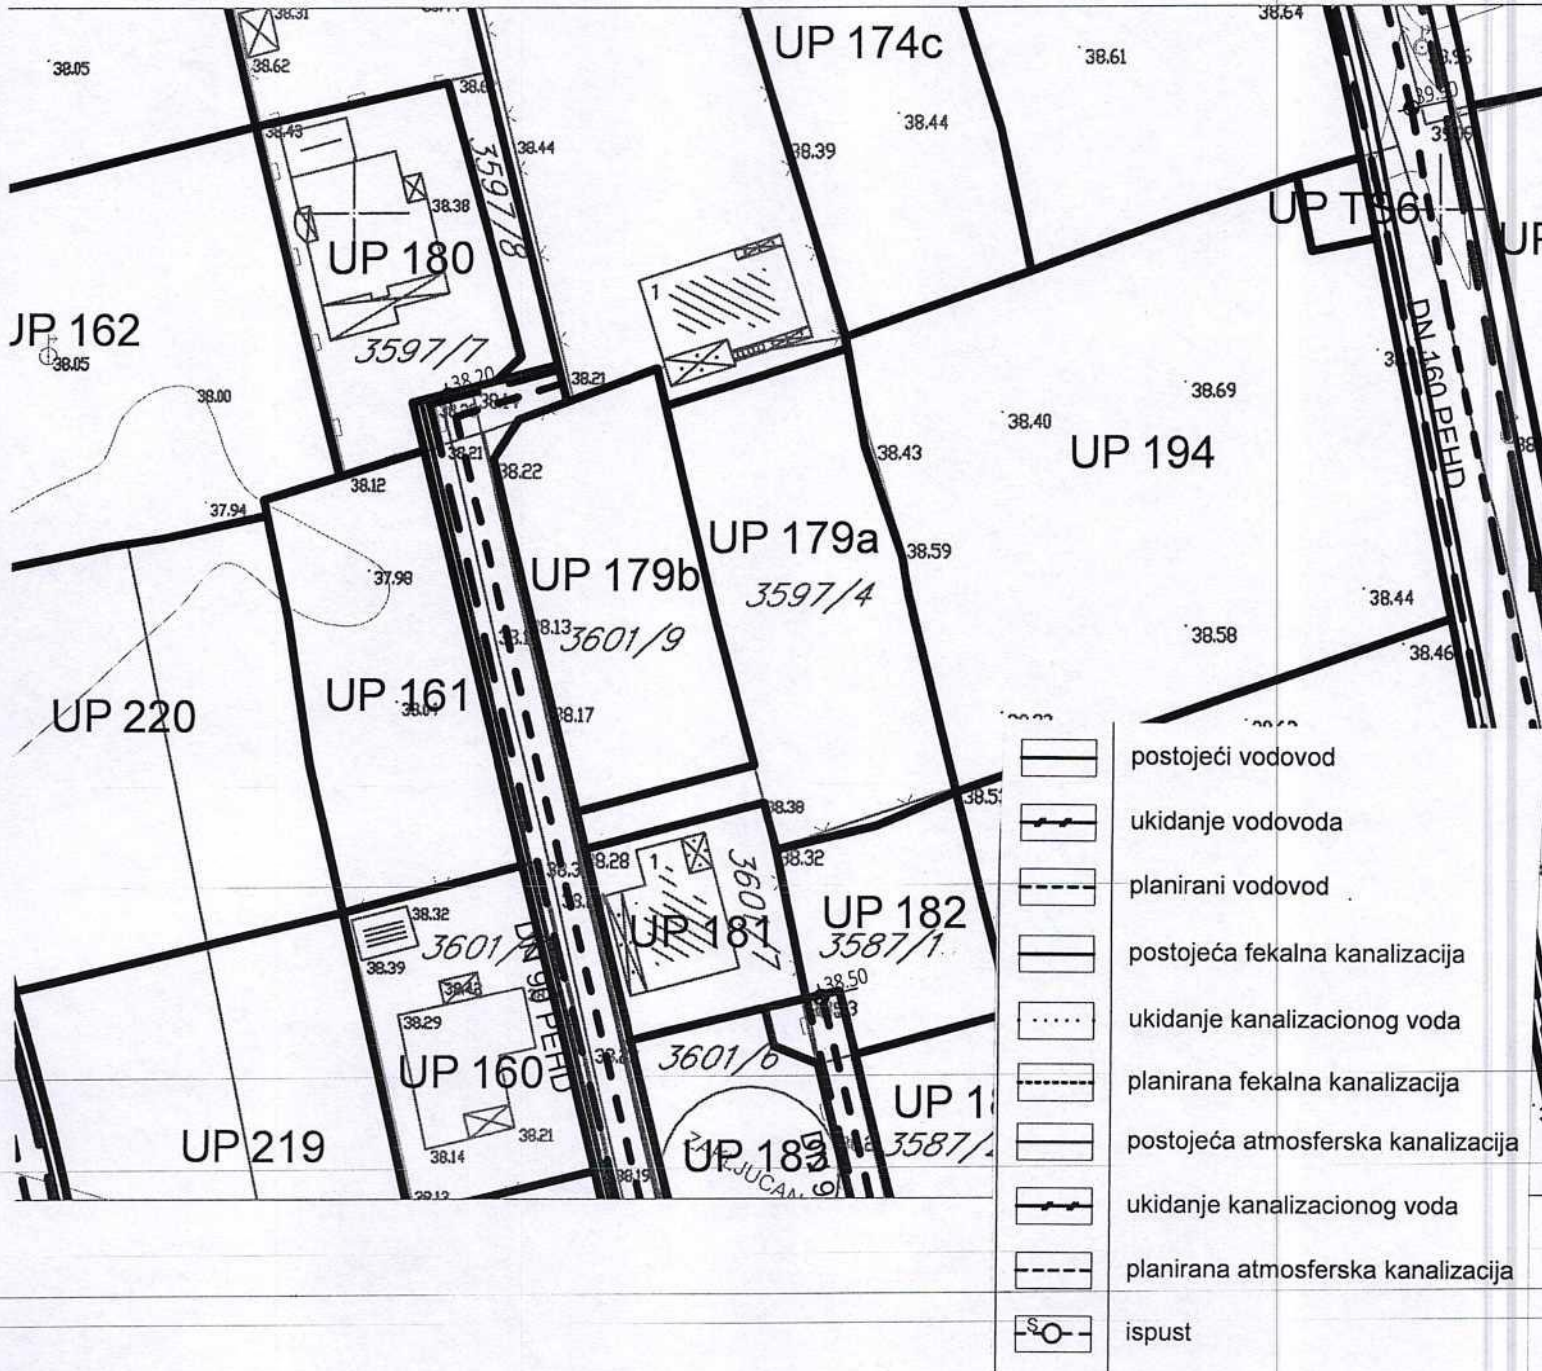 38.31
38.62
38.05
38.43
38.44
38.38
3597/8
UP 180
3597/7
38.05
38.00
38.20
38.21
UP 174c
38.61
38.64
38.44
38.39
39.50
UP TS6
1
DN 160 PEHD
38.69
38.40
UP 194
38.43
38.59
38.44
38.58
38.46
38.12
38.21
38.22
37.94
37.98
UP 179b
3601/9
UP 179a
3597/4
38.13
38.17
UP 220
UP 161
38.38
38.28
38.32
1
UP 181
UP 182
3587/1
38.50
38.32
38.39
38.29
UP 160
38.21
38.14
3601/6
UP 219
38.19
UP 183
postojeći vodovod
ukidanje vodovoda
planirani vodovod
postojeća fekalna kanalizacija
ukidanje kanalizacionog voda
planirana fekalna kanalizacija
postojeća atmosferska kanalizacija
ukidanje kanalizacionog voda
planirana atmosferska kanalizacija
S
ispust